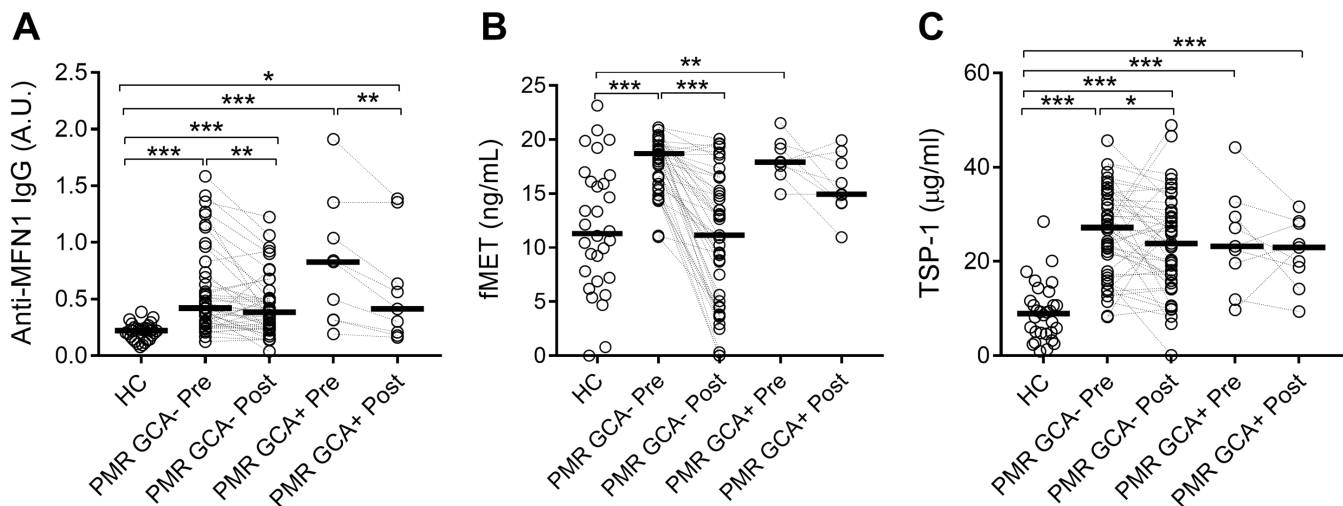 A
B
C
Anti-MFN1 IgG (A.U.)
2.5
2.0
1.5
1.0
0.5
0.0
*
***
**
***
***
**
HC
PMR GCA- Pre
PMR GCA- Post
PMR GCA+ Pre
PMR GCA+ Post
fMET (ng/mL)
25
20
15
10
5
0
**
***
***
HC
PMR GCA- Pre
PMR GCA- Post
PMR GCA+ Pre
PMR GCA+ Post
TSP-1 (µg/ml)
60
40
20
0
***
***
***
***
*
HC
PMR GCA- Pre
PMR GCA- Post
PMR GCA+ Pre
PMR GCA+ Post